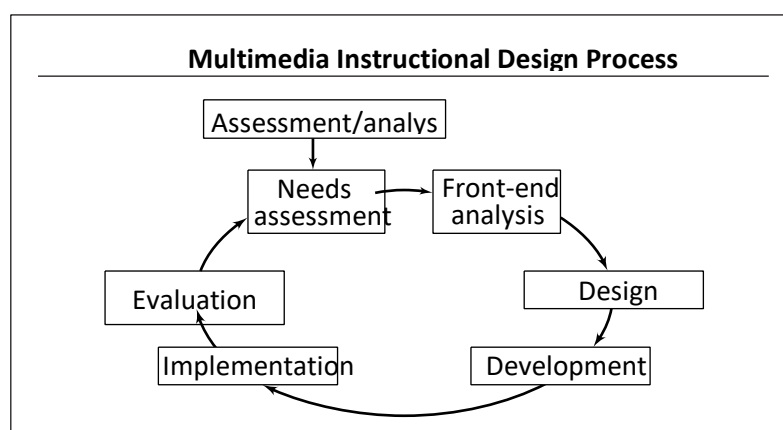 Multimedia Instructional Design Process
Assessment/analys
Needs
assessment
Front-end
analysis
Evaluation
Design
Implementation
Development